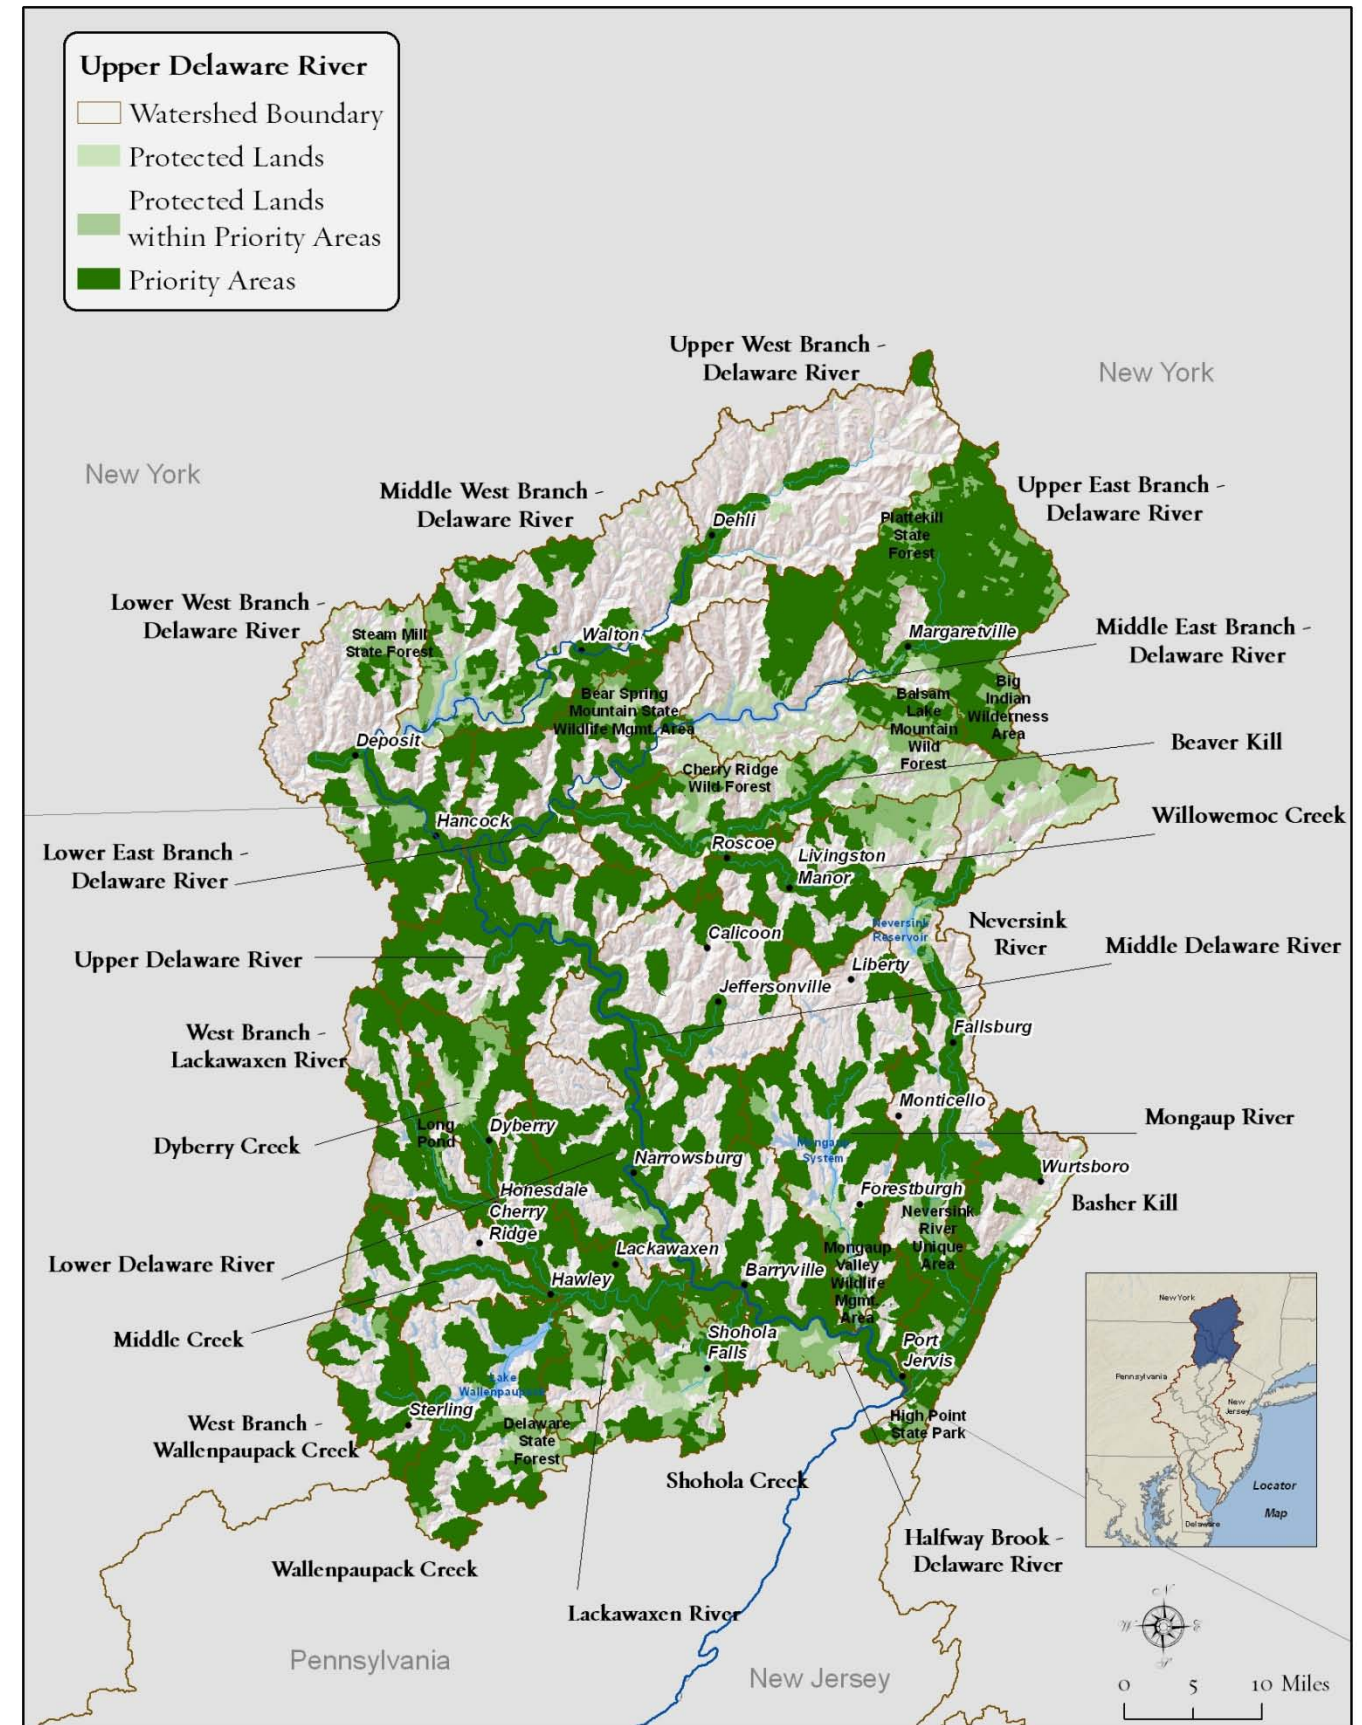 Upper Delaware River
Watershed Boundary
Protected Lands
Protected Lands
within Priority Areas
Priority Areas
Upper West Branch -
Delaware River
New York
New York
Middle West Branch -
Delaware River
Upper East Branch -
Delaware River
Dehli
Plattekill
State
Forest
Lower West Branch -
Delaware River
Steam Mill
State Forest
Walton
Margaretville
Middle East Branch -
Delaware River
Bear Spring
Mountain State
Wildlife Mgmt. Area
Balsam
Lake
Mountain
Wild
Forest
Big
Indian
Wilderness
Area
Deposit
Beaver Kill
Cherry Ridge
Wild Forest
Hancock
Willowemoc Creek
Roscoe
Livingston
Manor
Lower East Branch -
Delaware River
Neversink
Reservoir
Neversink
River
Calicoon
Middle Delaware River
Upper Delaware River
Liberty
Jeffersonville
West Branch -
Lackawaxen River
Fallsburg
Monticello
Mongaup River
Long
Pond
Dyberry
Dyberry Creek
Mongaup
System
Narrowsburg
Wurtsboro
Honesdale
Cherry
Ridge
Forestburgh
Basher Kill
Neversink
River
Unique
Area
Lackawaxen
Lower Delaware River
Mongaup
Valley
Wildlife
Mgmt.
Area
Barryville
Hawley
Middle Creek
Shohola
Falls
Port
Jervis
Lake
Wallenpaupack
Sterling
West Branch -
Wallenpaupack Creek
Delaware
State
Forest
High Point
State Park
Shohola Creek
Halfway Brook -
Delaware River
Wallenpaupack Creek
Lackawaxen River
Pennsylvania
New Jersey
New York
Pennsylvania
New
Jersey
Delaware
Locator
Map
N
W
E
S
0 5 10 Miles